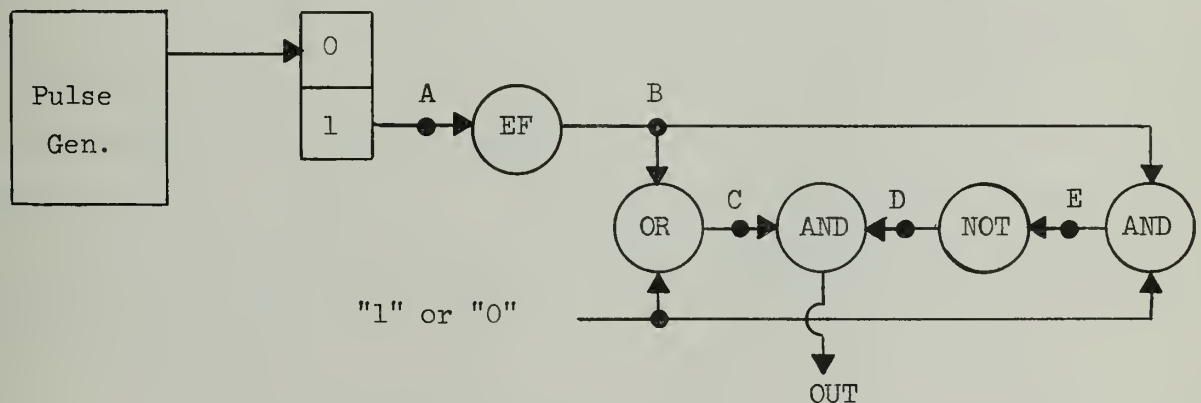 Pulse
Gen.
0
1
A
EF
B
OR
C
AND
D
NOT
E
AND
"1" or "0"
OUT